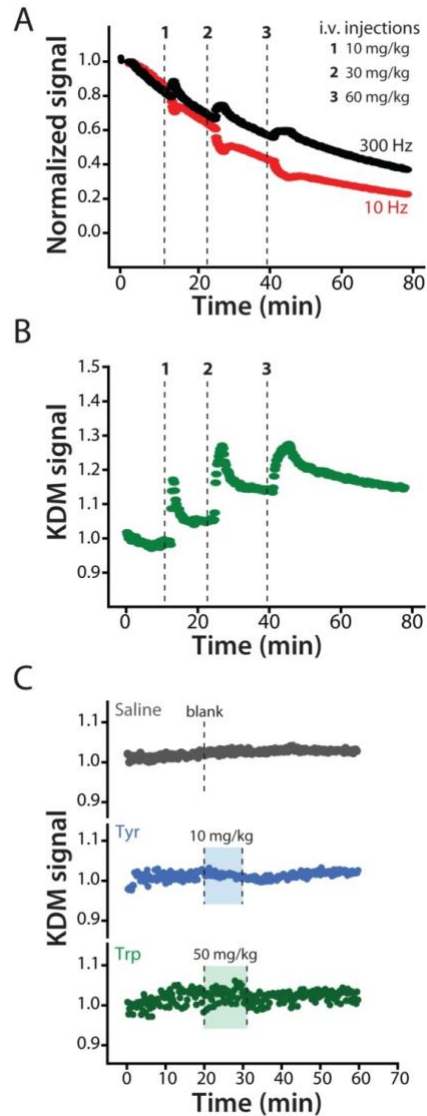 A
1 2 3
i.v. injections
1 10 mg/kg
2 30 mg/kg
3 60 mg/kg
Normalized signal
1.0
0.8
0.6
0.4
0.2
0.0
300 Hz
10 Hz
0 20 40 60 80
Time (min)
B
1 2 3
KDM signal
1.5
1.4
1.3
1.2
1.1
1.0
0.9
0 20 40 60 80
Time (min)
C
Saline
blank
1.1
1.0
0.9
Tyr
10 mg/kg
KDM signal
1.1
1.0
0.9
Trp
50 mg/kg
1.1
1.0
0.9
0 10 20 30 40 50 60 70
Time (min)